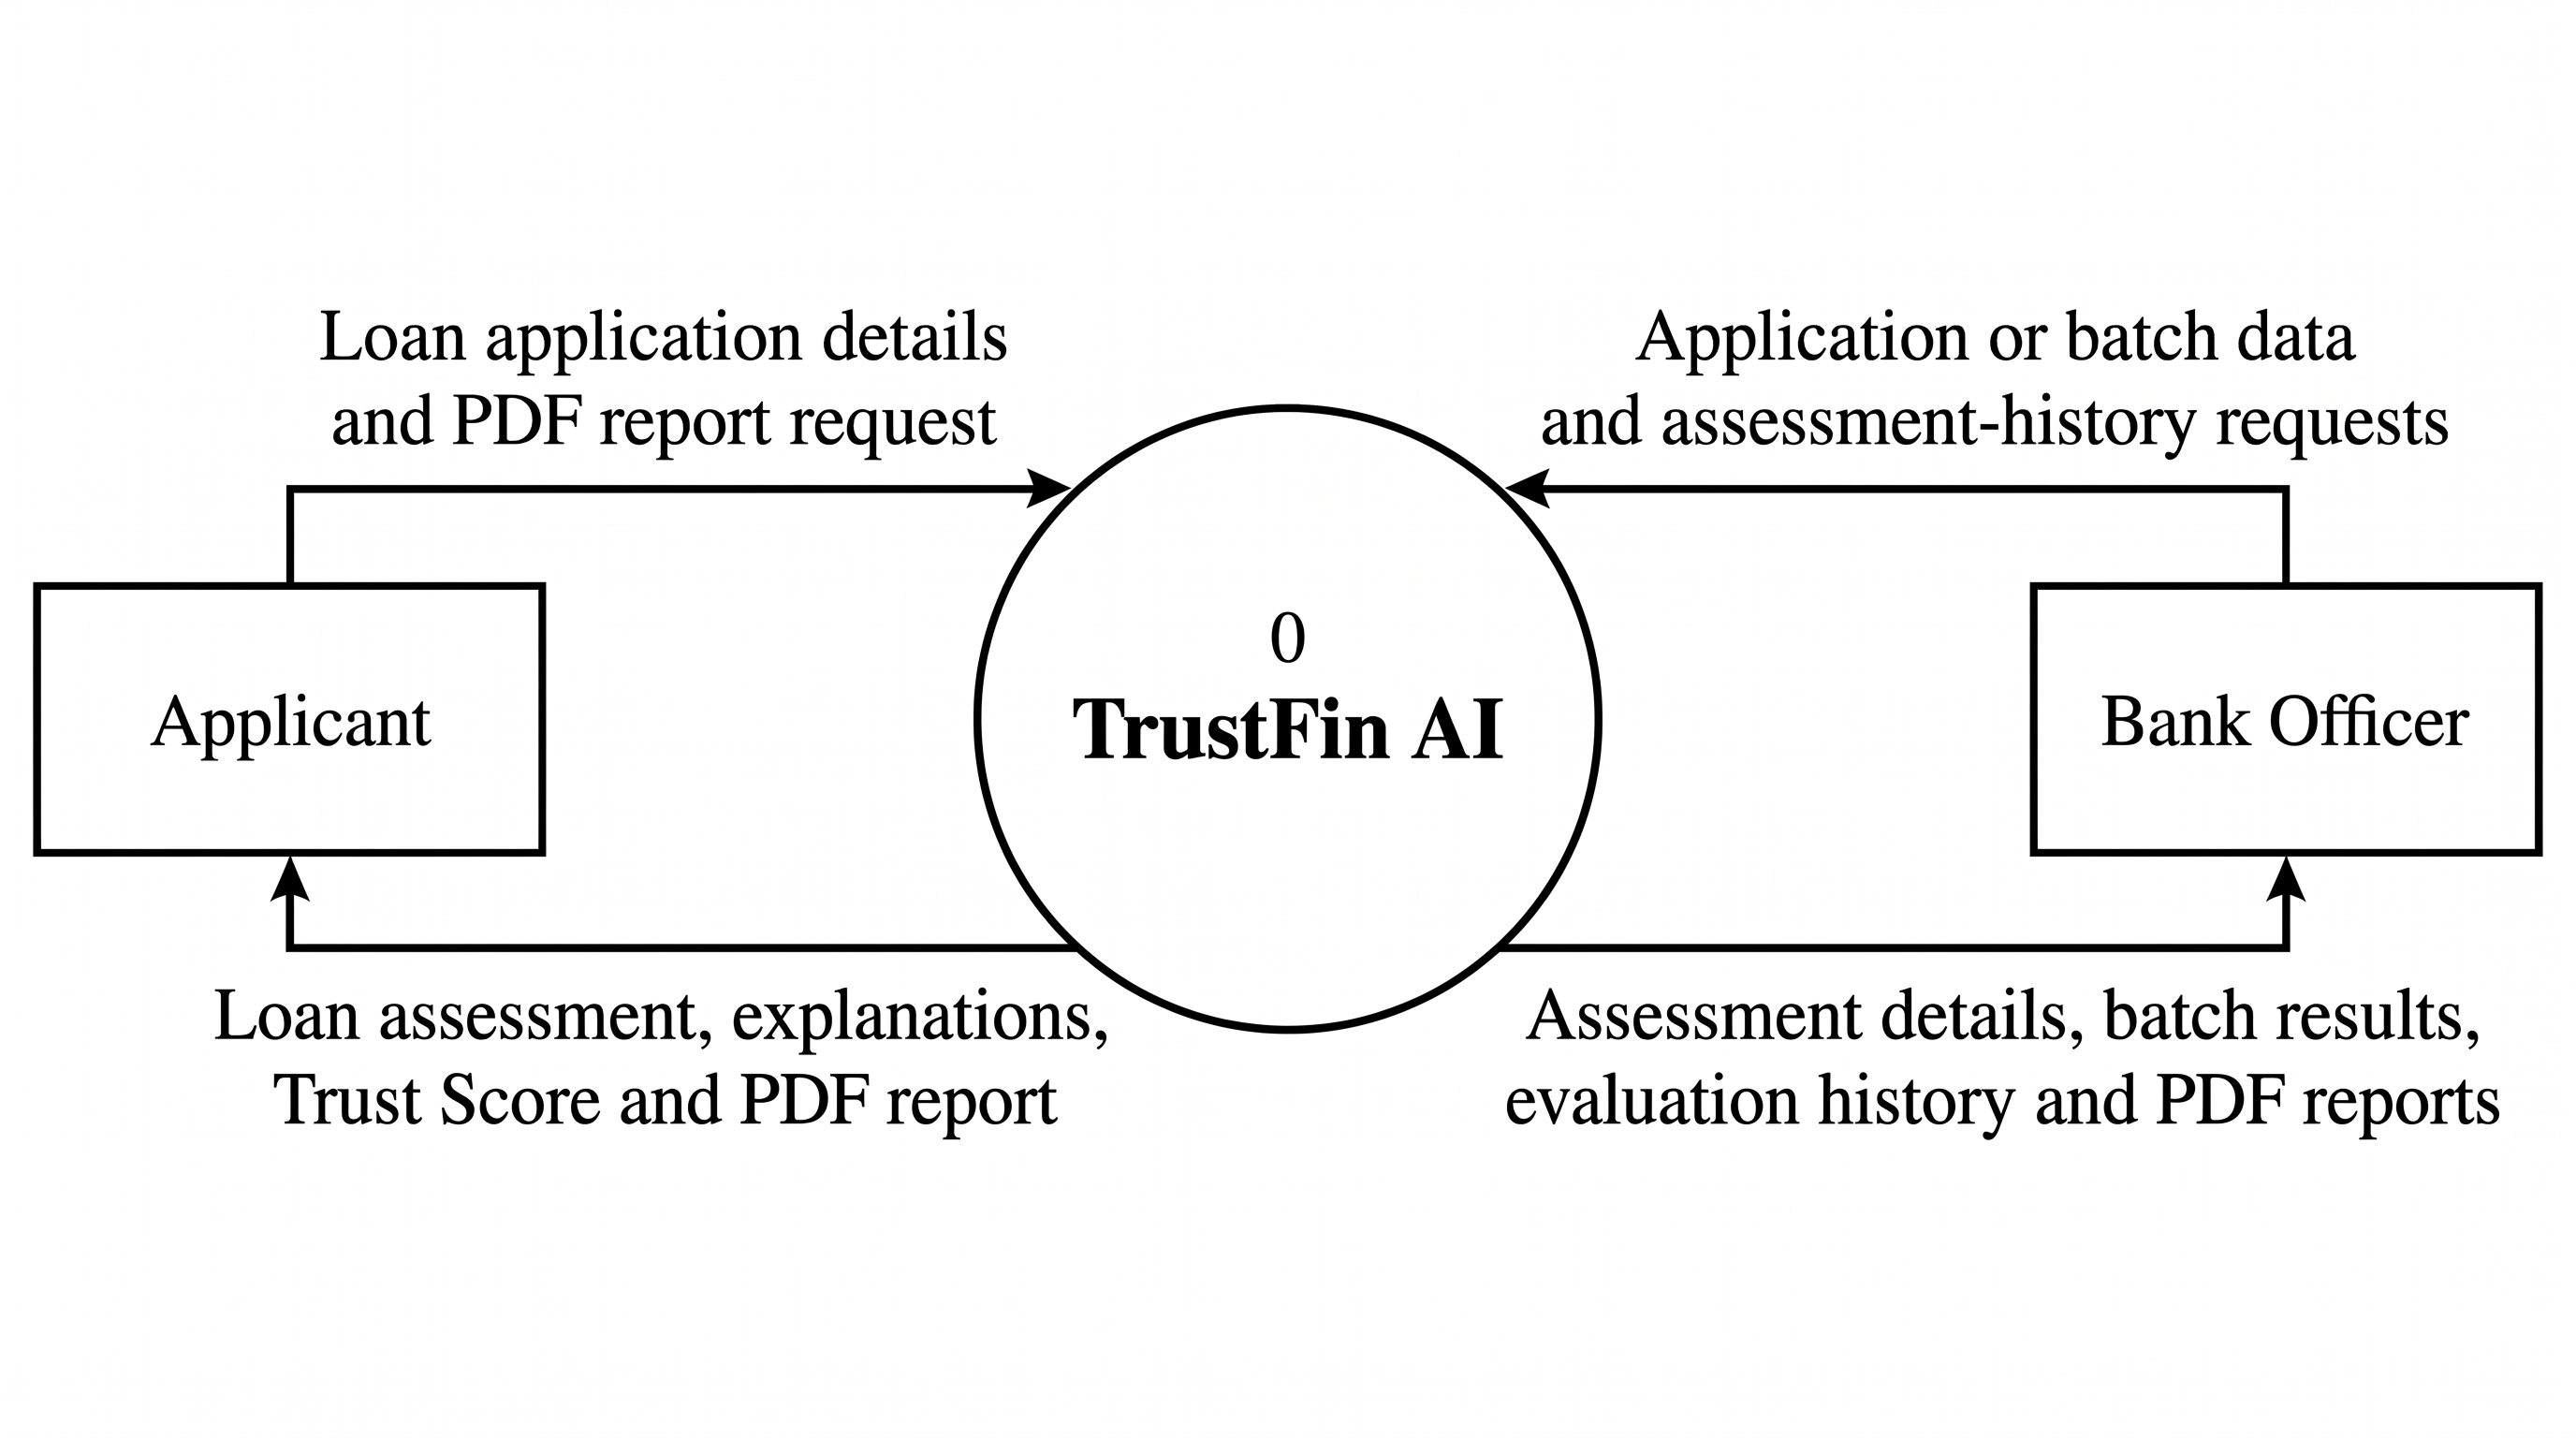 Loan application details
and PDF report request
Application or batch data
and assessment-history requests
0
TrustFin AI
Applicant
Bank Officer
Loan assessment, explanations,
Trust Score and PDF report
Assessment details, batch results,
evaluation history and PDF reports